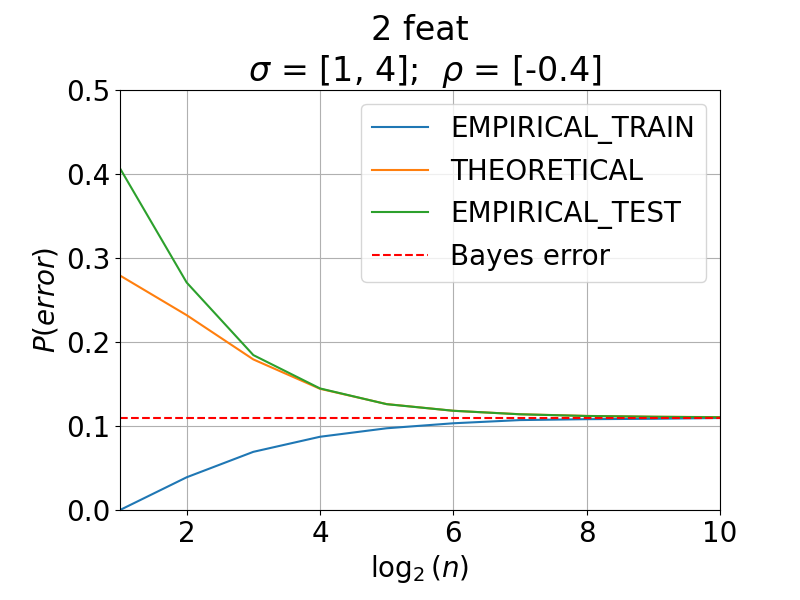 2 feat
σ = [1, 4];  ρ = [-0.4]
0.5
0.4
0.3
0.2
0.1
0.0
P(error)
EMPIRICAL_TRAIN
THEORETICAL
EMPIRICAL_TEST
Bayes error
2 4 6 8 10
log₂ (n)